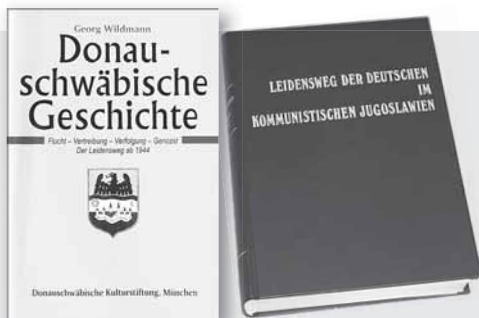 Georg Wildmann
Donau-
schwäbische
Geschichte
Flucht – Vertreibung – Verfolgung – Genozid
Der Leidensweg ab 1944
Donauschwäbische Kulturstiftung, München
LEIDENSWEG DER DEUTSCHEN
IM
KOMMUNISTISCHEN JUGOSLAWIEN